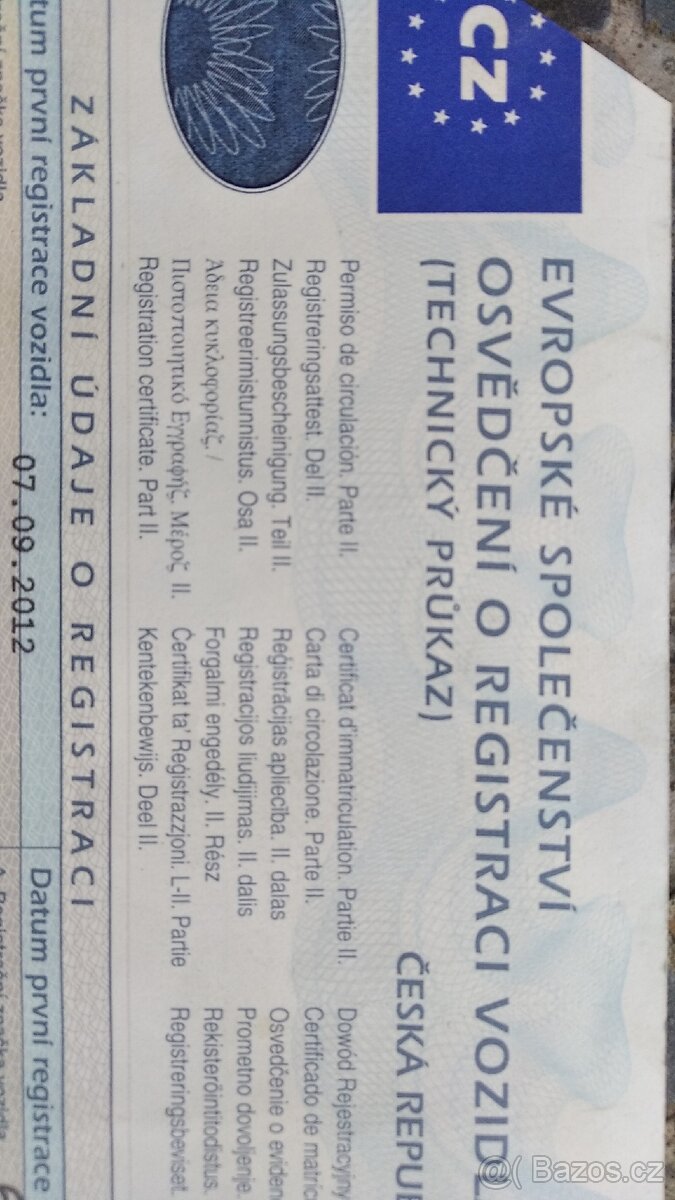 CZ
EVROPSKÉ SPOLEČENSTVÍ
OSVĚDČENÍ O REGISTRACI VOZIDL
(TECHNICKÝ PRŮKAZ)
ČESKÁ REPU
Permiso de circulación. Parte II.
Registreringsattest. Del II.
Zulassungsbescheinigung. Teil II.
Registreerimistunnistus. Osa II.
Άδεια κυκλοφορίας. /
Πιστοποιητικό Εγγραφής. Μέρος II.
Registration certificate. Part II.
Certificat d'immatriculation. Partie II.
Carta di circolazione. Parte II.
Reģistrācijas apliecība. II. dalas
Registracijos liudijimas. II. dalis
Forgalmi engedély. II. Rész
Ċertifikat ta' Reġistrazzjoni. L-II. Partie
Kentekenbewijs. Deel II.
Dowód Rejestracyjny
Certificado de matríc
Osvedčenie o eviden
Prometno dovoljenje.
Rekisteröintitodistus.
Registreringsbeviset.
ZÁKLADNÍ ÚDAJE O REGISTRACI
tum první registrace vozidla: 07.09.2012
Datum první registrace
@( Bazos.cz